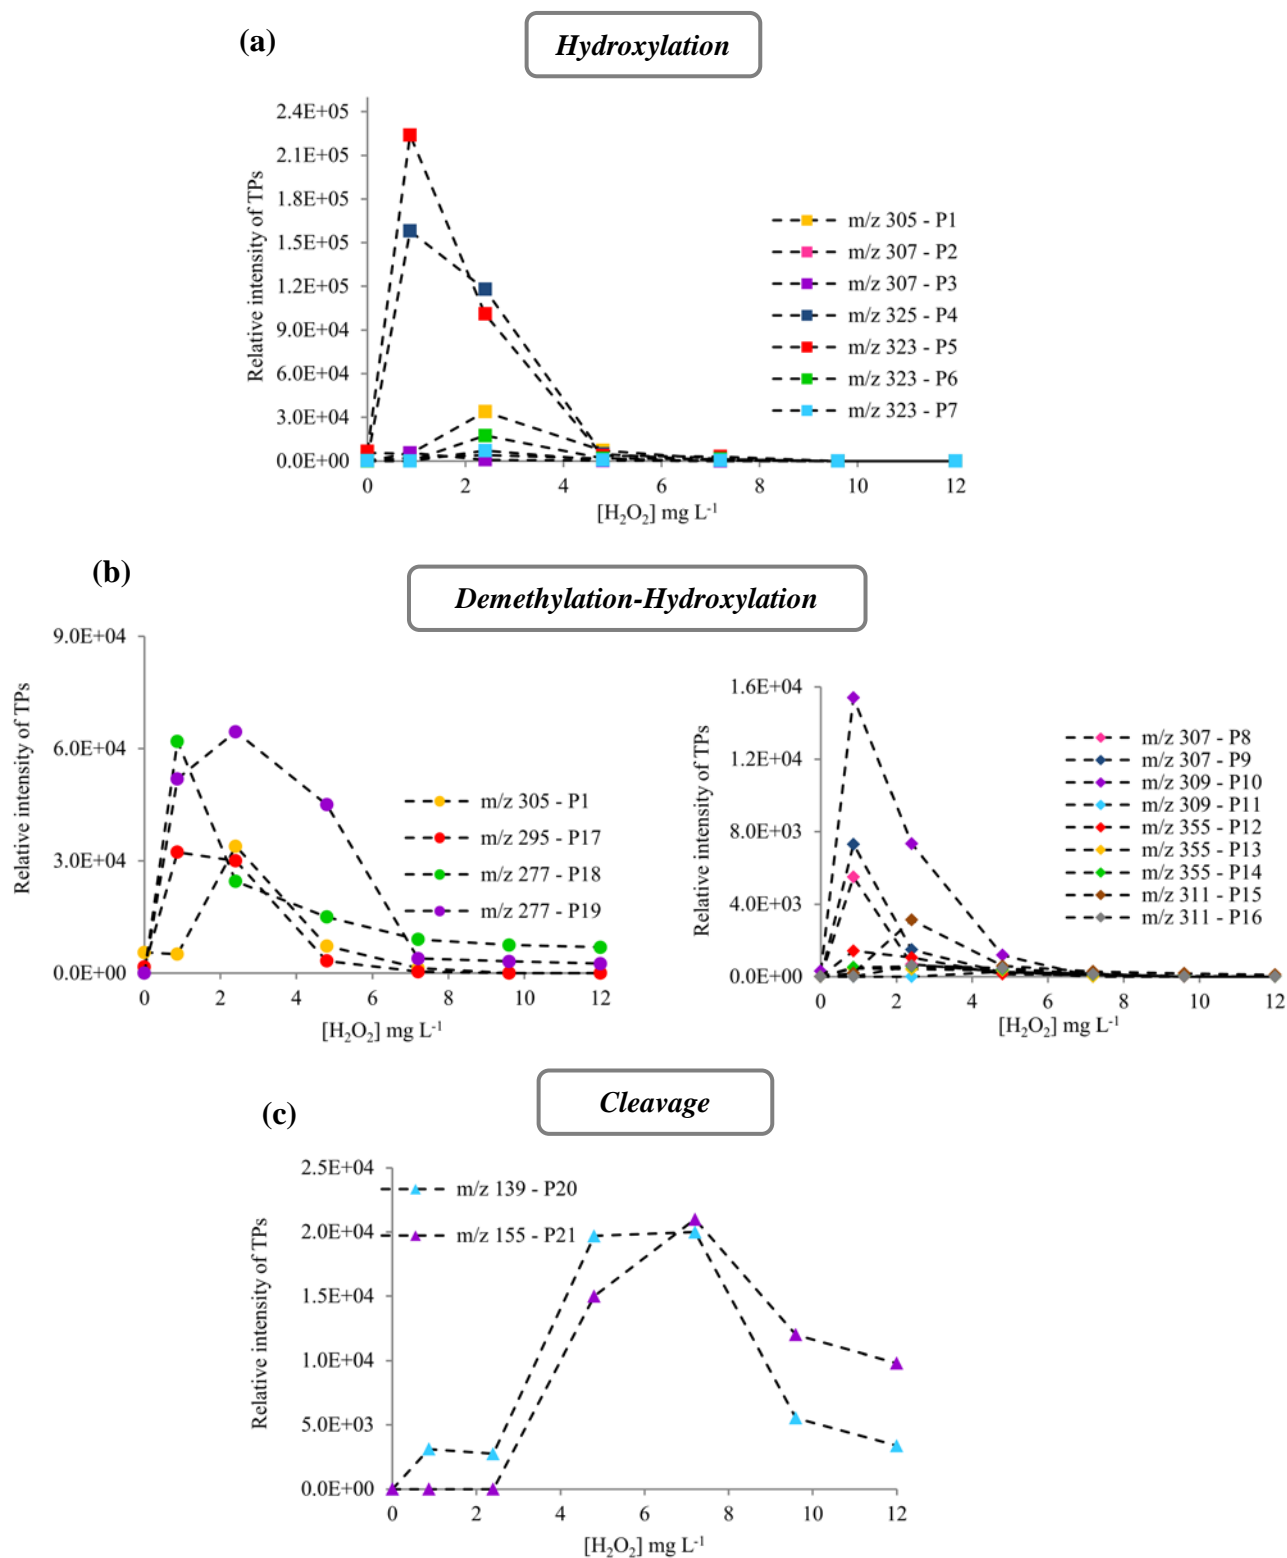 (a)
Hydroxylation
Relative intensity of TPs
2.4E+05
2.1E+05
1.8E+05
1.5E+05
1.2E+05
9.0E+04
6.0E+04
3.0E+04
0.0E+00
0 2 4 6 8 10 12
[H₂O₂] mg L⁻¹
m/z 305 - P1
m/z 307 - P2
m/z 307 - P3
m/z 325 - P4
m/z 323 - P5
m/z 323 - P6
m/z 323 - P7
(b)
Demethylation-Hydroxylation
Relative intensity of TPs
9.0E+04
6.0E+04
3.0E+04
0.0E+00
0 2 4 6 8 10 12
[H₂O₂] mg L⁻¹
m/z 305 - P1
m/z 295 - P17
m/z 277 - P18
m/z 277 - P19
Relative intensity of TPs
1.6E+04
1.2E+04
8.0E+03
4.0E+03
0.0E+00
0 2 4 6 8 10 12
[H₂O₂] mg L⁻¹
m/z 307 - P8
m/z 307 - P9
m/z 309 - P10
m/z 309 - P11
m/z 355 - P12
m/z 355 - P13
m/z 355 - P14
m/z 311 - P15
m/z 311 - P16
(c)
Cleavage
Relative intensity of TPs
2.5E+04
2.0E+04
1.5E+04
1.0E+04
5.0E+03
0.0E+00
0 2 4 6 8 10 12
[H₂O₂] mg L⁻¹
m/z 139 - P20
m/z 155 - P21